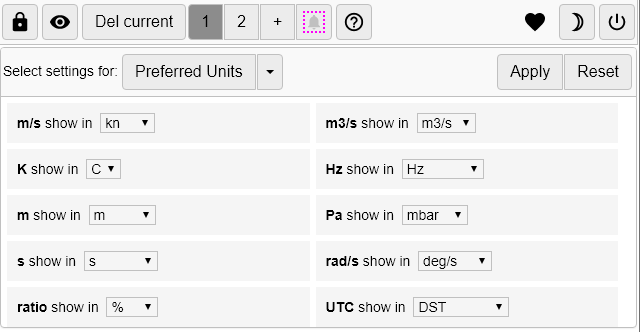 Del current 1 2 + ?
Select settings for: Preferred Units Apply Reset
m/s show in kn m3/s show in m3/s
K show in C Hz show in Hz
m show in m Pa show in mbar
s show in s rad/s show in deg/s
ratio show in % UTC show in DST